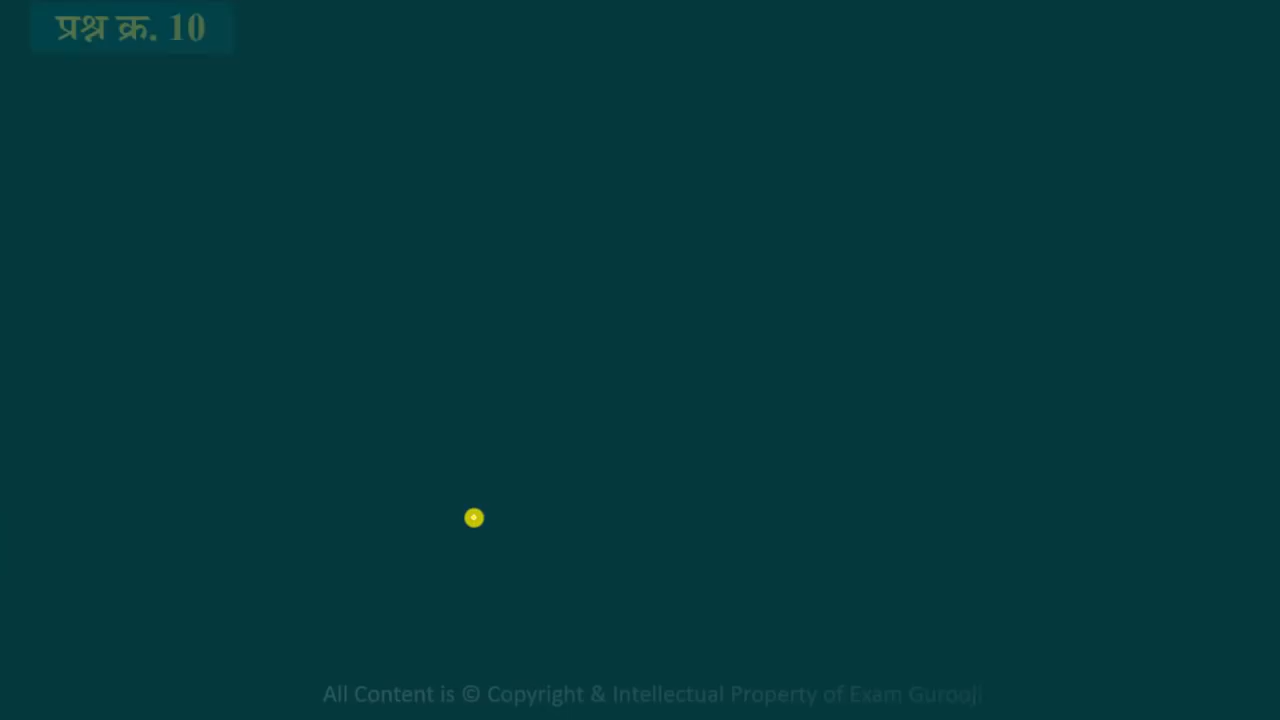 प्रश्न क्र. 10
All Content is © Copyright & Intellectual Property of Exam Gurooji